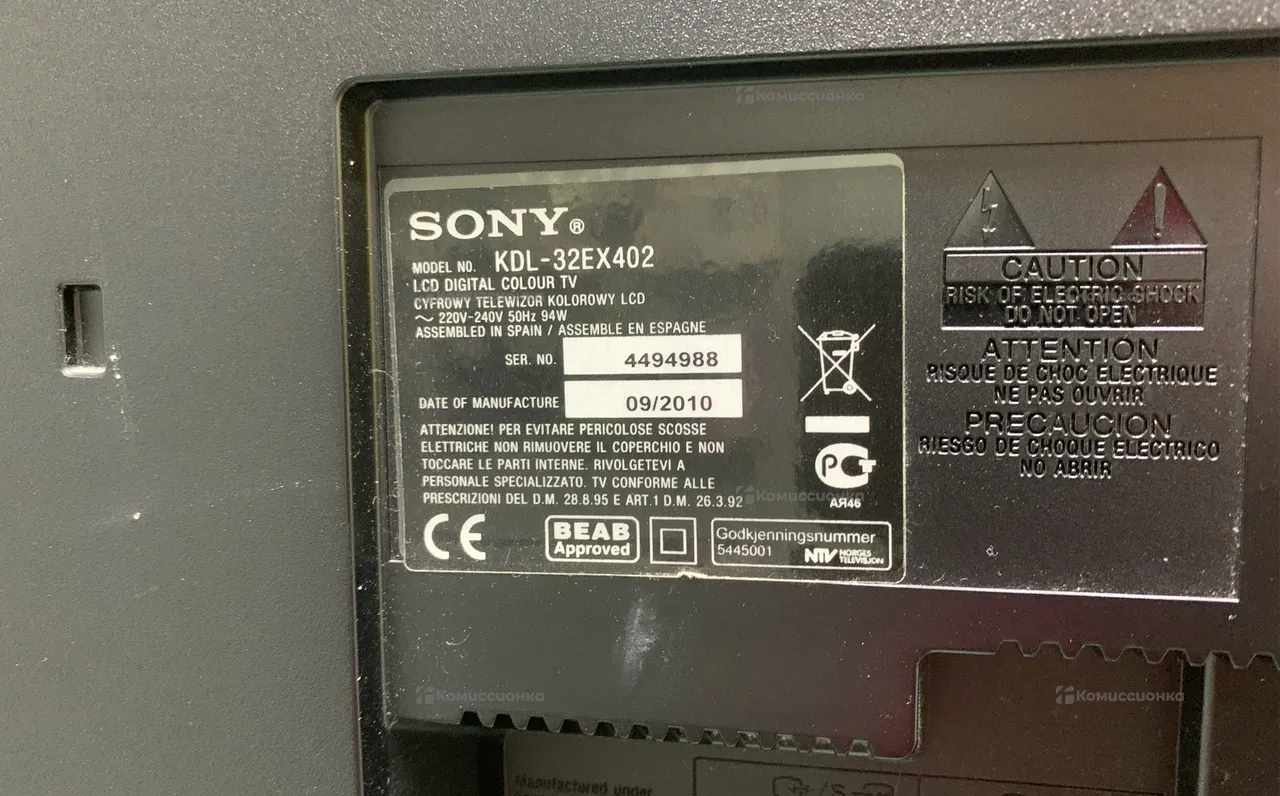 Комиссионка
SONY®
MODEL NO. KDL-32EX402
LCD DIGITAL COLOUR TV
CYFROWY TELEWIZOR KOLOROWY LCD
～ 220V-240V 50Hz 94W
ASSEMBLED IN SPAIN / ASSEMBLE EN ESPAGNE
SER. NO. 4494988
DATE OF MANUFACTURE 09/2010
ATTENZIONE! PER EVITARE PERICOLOSE SCOSSE
ELETTRICHE NON RIMUOVERE IL COPERCHIO E NON
TOCCARE LE PARTI INTERNE. RIVOLGETEVI A
PERSONALE SPECIALIZZATO. TV CONFORME ALLE
PRESCRIZIONI DEL D.M. 28.8.95 E ART.1 D.M. 26.3.92
Комиссионка
РСТ
АЯ46
CE
BEAB
Approved
Godkjenningsnummer
5445001
NTV NORGES
TELEVISJON
CAUTION
RISK OF ELECTRIC SHOCK
DO NOT OPEN
ATTENTION
RISQUE DE CHOC ELECTRIQUE
NE PAS OUVRIR
PRECAUCION
RIESGO DE CHOQUE ELECTRICO
NO ABRIR
Комиссионка
Комиссионка
Manufactured under